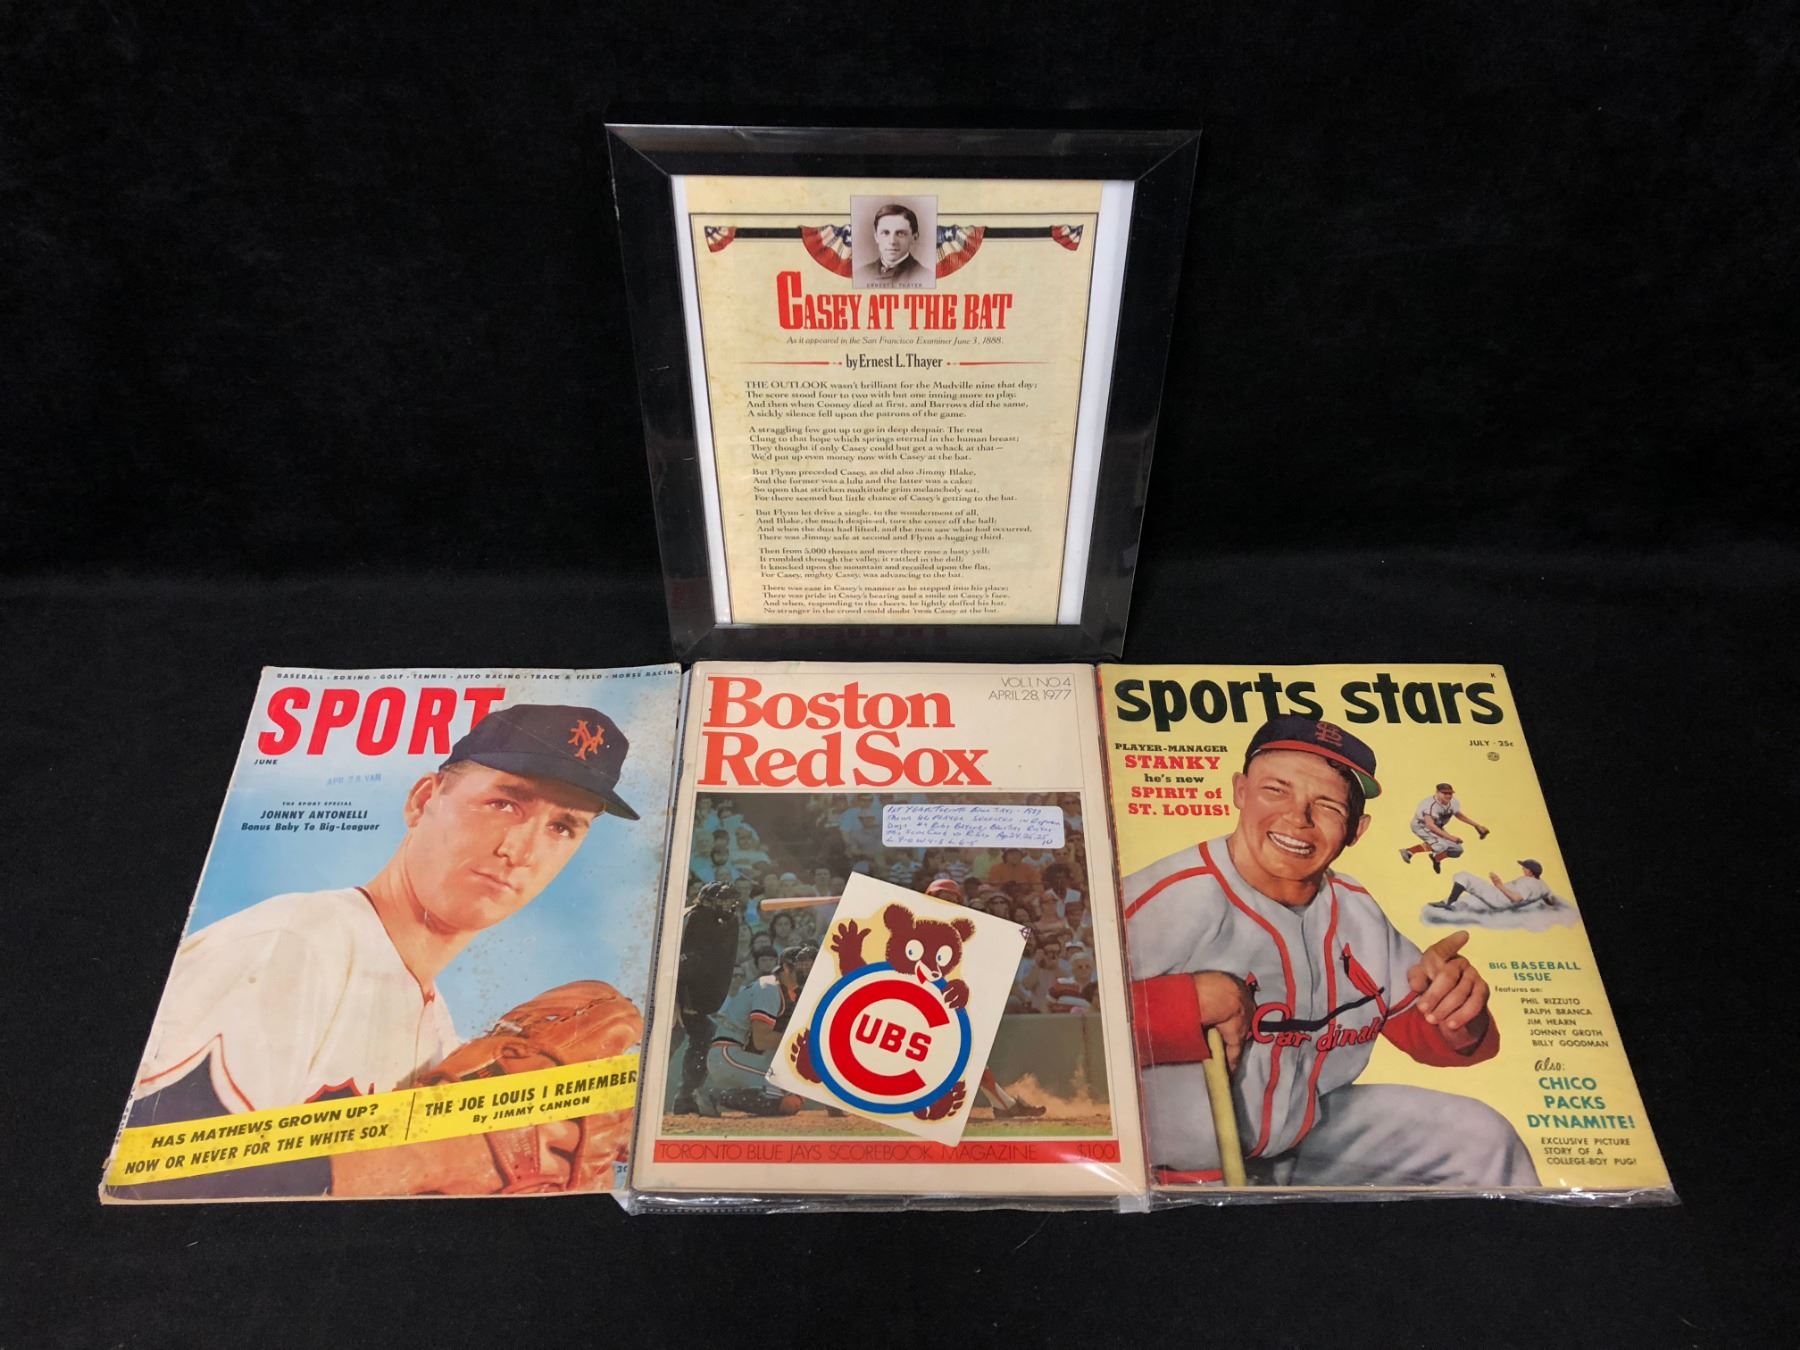 ERNEST L. THAYER
CASEY AT THE BAT
As it appeared in the San Francisco Examiner June 3, 1888.
by Ernest L. Thayer
THE OUTLOOK wasn't brilliant for the Mudville nine that day;
The score stood four to two with but one inning more to play.
And then when Cooney died at first, and Barrows did the same,
A sickly silence fell upon the patrons of the game.
A straggling few got up to go in deep despair. The rest
Clung to that hope which springs eternal in the human breast;
They thought if only Casey could but get a whack at that—
We'd put up even money now with Casey at the bat.
But Flynn preceded Casey, as did also Jimmy Blake,
And the former was a lulu and the latter was a cake;
So upon that stricken multitude grim melancholy sat,
For there seemed but little chance of Casey's getting to the bat.
But Flynn let drive a single, to the wonderment of all,
And Blake, the much despis-ed, tore the cover off the ball;
And when the dust had lifted, and the men saw what had occurred,
There was Jimmy safe at second and Flynn a-hugging third.
Then from 5,000 throats and more there rose a lusty yell;
It rumbled through the valley, it rattled in the dell;
It knocked upon the mountain and recoiled upon the flat,
For Casey, mighty Casey, was advancing to the bat.
There was ease in Casey's manner as he stepped into his place;
There was pride in Casey's bearing and a smile on Casey's face.
And when, responding to the cheers, he lightly doffed his hat,
No stranger in the crowd could doubt 'twas Casey at the bat.
BASEBALL · BOXING · GOLF · TENNIS · AUTO RACING · TRACK & FIELD · HORSE RACING
SPORT
JUNE
APR 28
THE SPORT SPECIAL
JOHNNY ANTONELLI
Bonus Baby To Big-Leaguer
NY
HAS MATHEWS GROWN UP?
NOW OR NEVER FOR THE WHITE SOX
THE JOE LOUIS I REMEMBER
By JIMMY CANNON
Boston
Red Sox
VOL.1, NO.4
APRIL 28, 1977
1ST YEAR Toronto Blue Jays - 1977
CUBS
TORONTO BLUE JAYS SCOREBOOK MAGAZINE $1.00
sports stars
K
JULY · 25c
PLAYER-MANAGER
STANKY
he's new
SPIRIT of
ST. LOUIS!
Cardinals
BIG BASEBALL
ISSUE
features on:
PHIL RIZZUTO
RALPH BRANCA
JIM HEARN
JOHNNY GROTH
BILLY GOODMAN
Also:
CHICO
PACKS
DYNAMITE!
EXCLUSIVE PICTURE
STORY OF A
COLLEGE-BOY PUG!